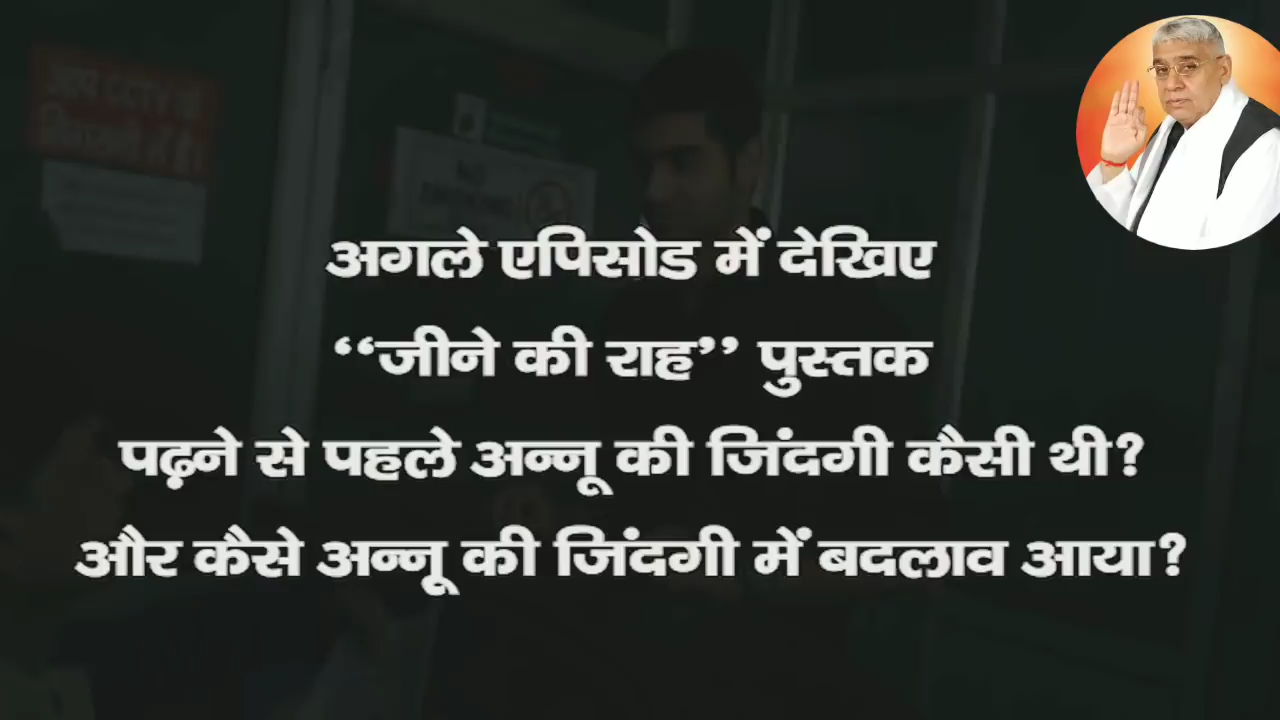 अगले एपिसोड में देखिए
“जीने की राह” पुस्तक
पढ़ने से पहले अन्नू की जिंदगी कैसी थी?
और कैसे अन्नू की जिंदगी में बदलाव आया?